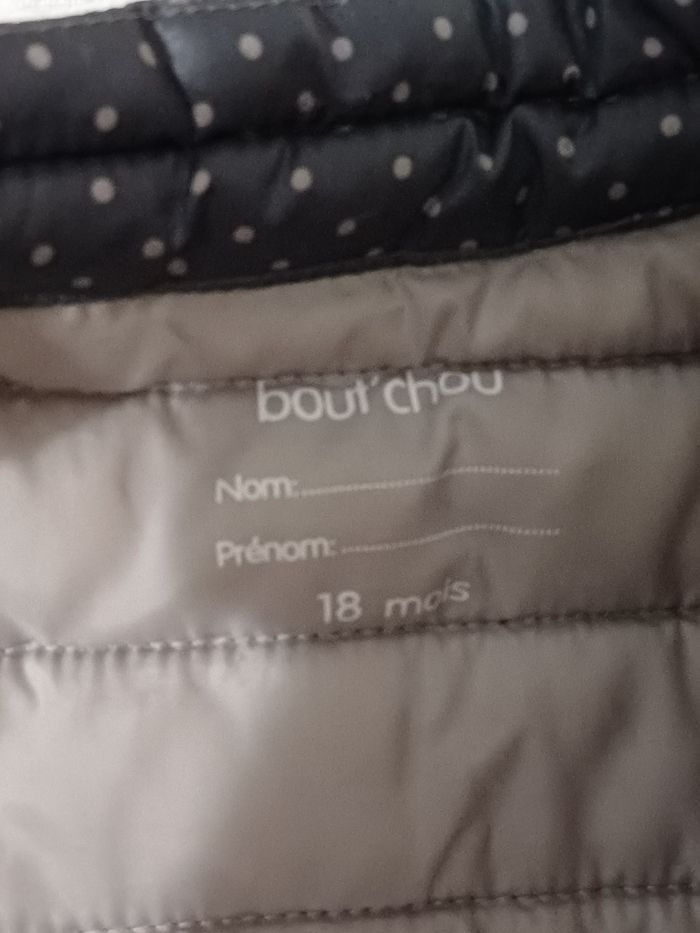 bout'chou
Nom:....................
Prénom:....................
18 mois